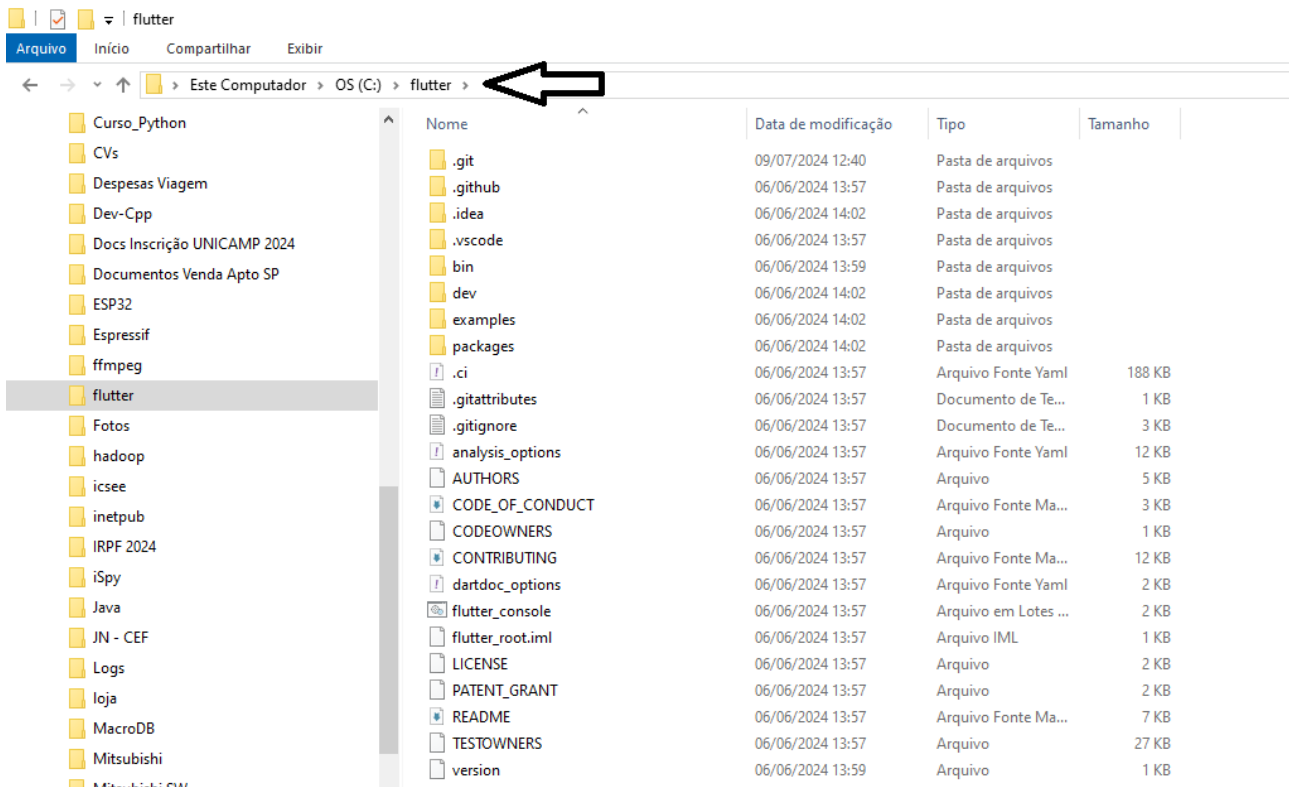 flutter
Arquivo Início Compartilhar Exibir
Este Computador OS (C:) flutter
Curso_Python
CVs
Despesas Viagem
Dev-Cpp
Docs Inscrição UNICAMP 2024
Documentos Venda Apto SP
ESP32
Espressif
ffmpeg
flutter
Fotos
hadoop
icsee
inetpub
IRPF 2024
iSpy
Java
JN - CEF
Logs
loja
MacroDB
Mitsubishi
Mitsubishi SW
Nome Data de modificação Tipo Tamanho
.git 09/07/2024 12:40 Pasta de arquivos
.github 06/06/2024 13:57 Pasta de arquivos
.idea 06/06/2024 14:02 Pasta de arquivos
.vscode 06/06/2024 13:57 Pasta de arquivos
bin 06/06/2024 13:59 Pasta de arquivos
dev 06/06/2024 14:02 Pasta de arquivos
examples 06/06/2024 14:02 Pasta de arquivos
packages 06/06/2024 14:02 Pasta de arquivos
.ci 06/06/2024 13:57 Arquivo Fonte Yaml 188 KB
.gitattributes 06/06/2024 13:57 Documento de Te... 1 KB
.gitignore 06/06/2024 13:57 Documento de Te... 3 KB
analysis_options 06/06/2024 13:57 Arquivo Fonte Yaml 12 KB
AUTHORS 06/06/2024 13:57 Arquivo 5 KB
CODE_OF_CONDUCT 06/06/2024 13:57 Arquivo Fonte Ma... 3 KB
CODEOWNERS 06/06/2024 13:57 Arquivo 1 KB
CONTRIBUTING 06/06/2024 13:57 Arquivo Fonte Ma... 12 KB
dartdoc_options 06/06/2024 13:57 Arquivo Fonte Yaml 2 KB
flutter_console 06/06/2024 13:57 Arquivo em Lotes ... 2 KB
flutter_root.iml 06/06/2024 13:57 Arquivo IML 1 KB
LICENSE 06/06/2024 13:57 Arquivo 2 KB
PATENT_GRANT 06/06/2024 13:57 Arquivo 2 KB
README 06/06/2024 13:57 Arquivo Fonte Ma... 7 KB
TESTOWNERS 06/06/2024 13:57 Arquivo 27 KB
version 06/06/2024 13:59 Arquivo 1 KB